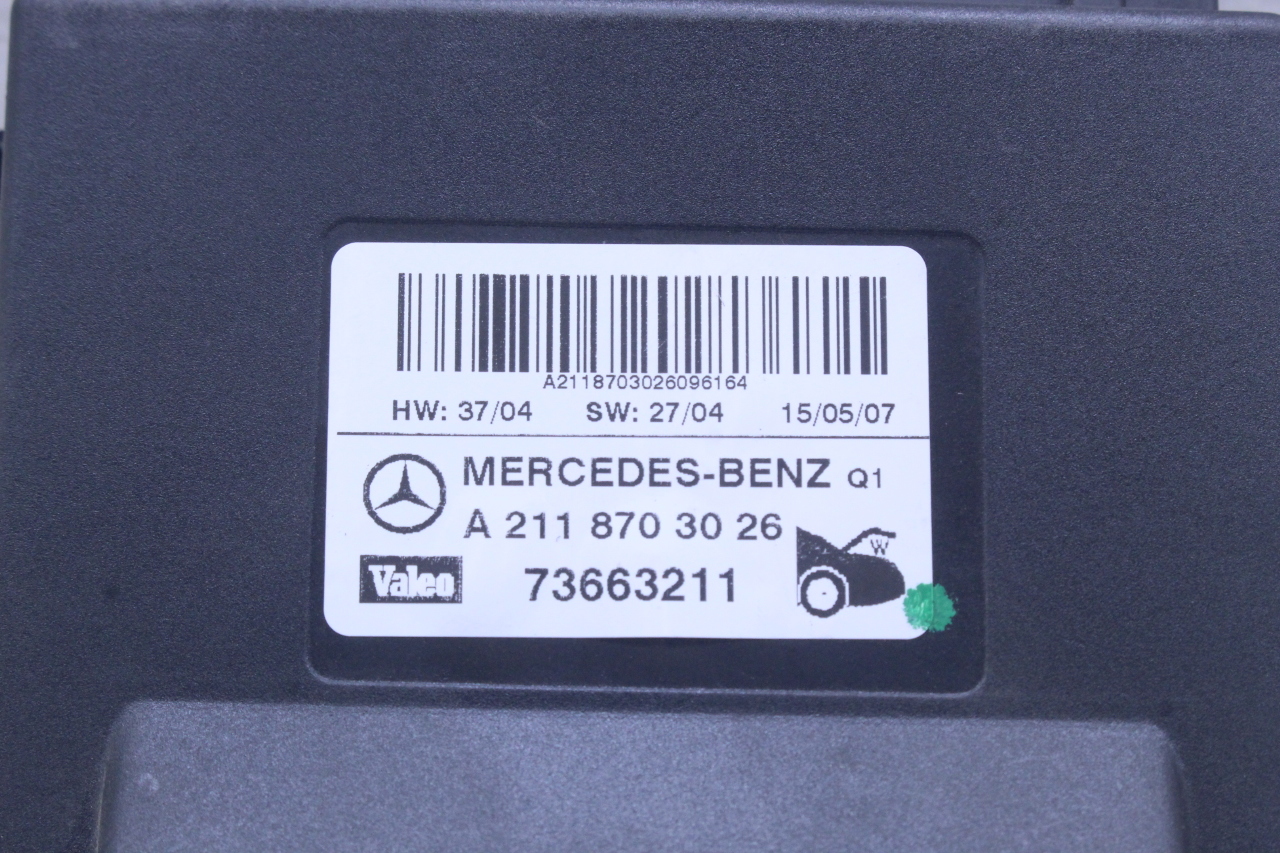 A2118703026096164
HW: 37/04 SW: 27/04 15/05/07
MERCEDES-BENZ Q1
A 211 870 30 26
W
Valeo 73663211